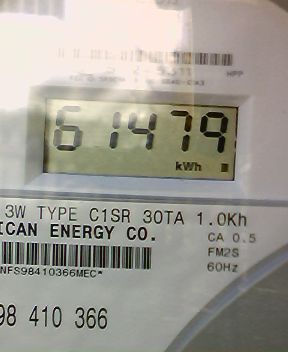 HPP
61479
kWh
3W TYPE C1SR 30TA 1.0Kh
ICAN ENERGY CO.
CA 0.5
FM2S
60Hz
NFS98410366MEC*
98 410 366